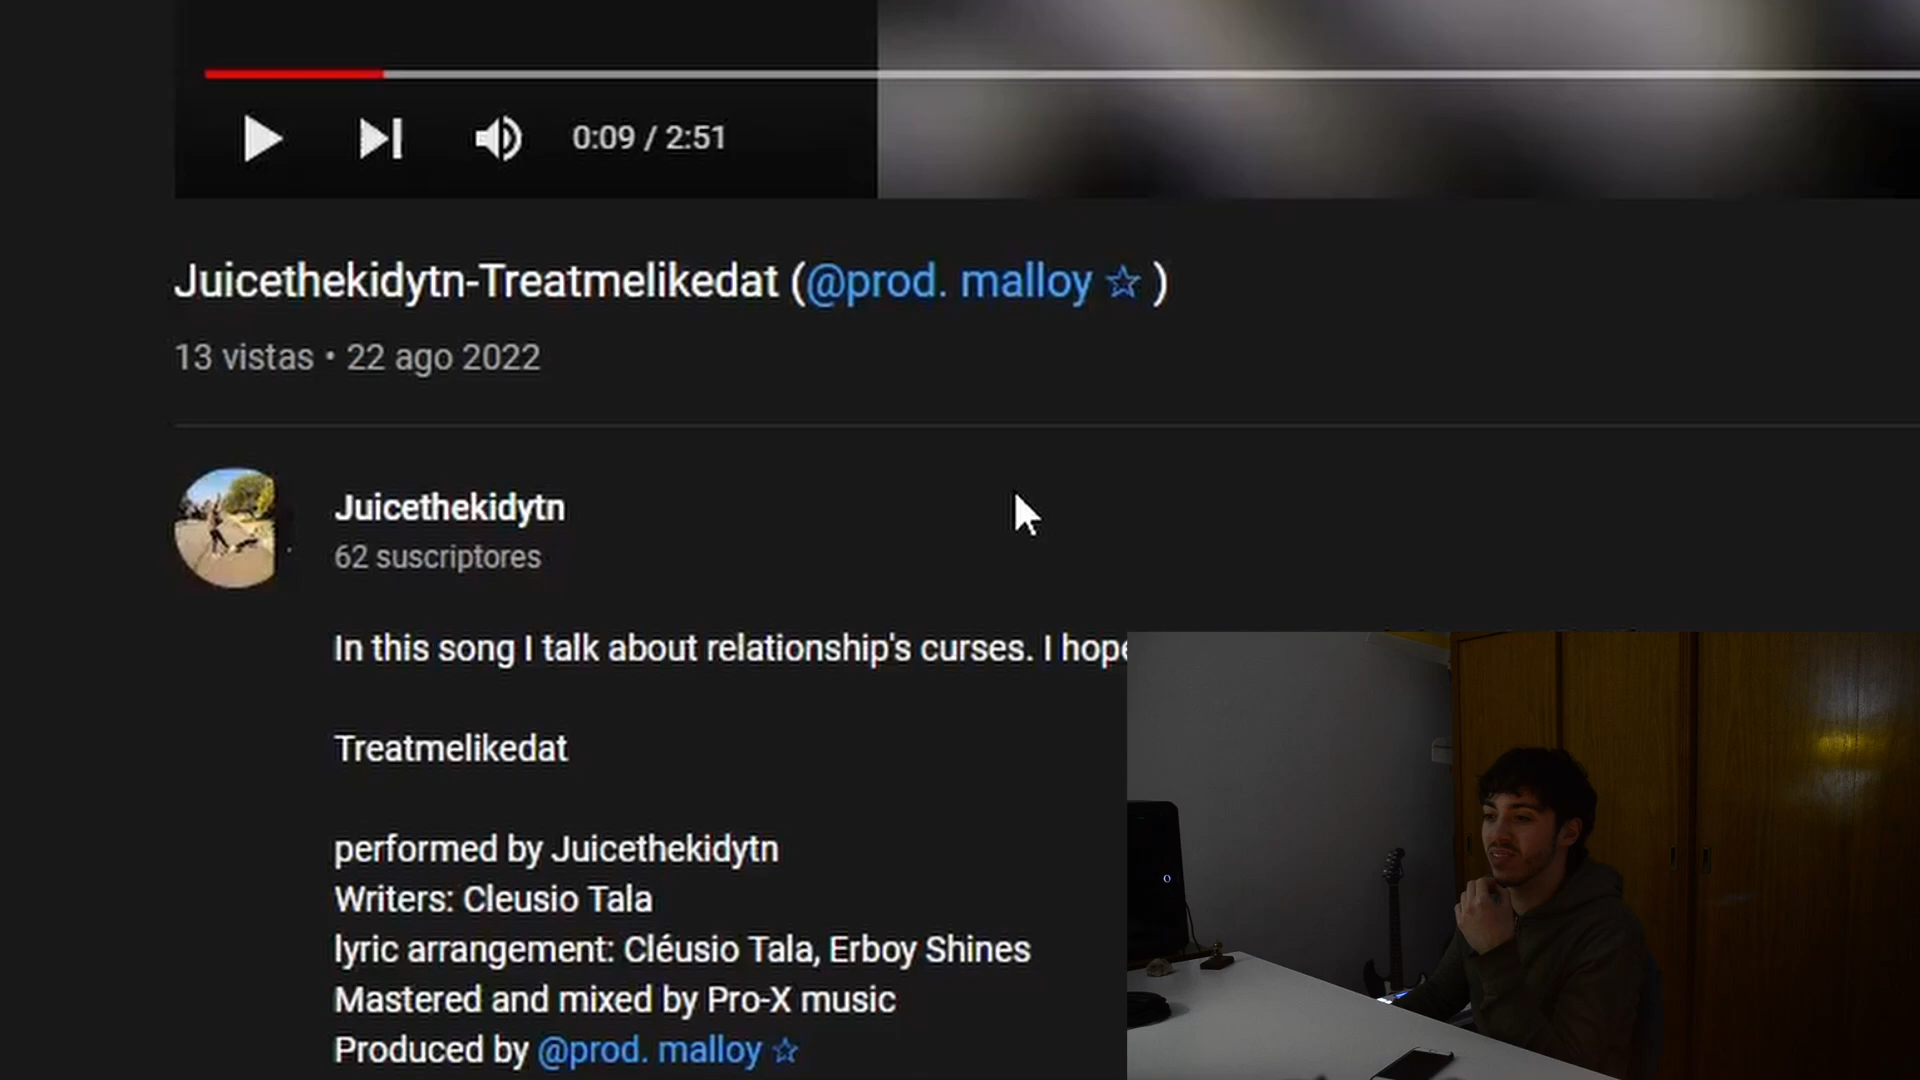 0:09 / 2:51
Juicethekidytn-Treatmelikedat (@prod. malloy ☆ )
13 vistas • 22 ago 2022
Juicethekidytn
62 suscriptores
In this song I talk about relationship's curses. I hope
Treatmelikedat
performed by Juicethekidytn
Writers: Cleusio Tala
lyric arrangement: Cléusio Tala, Erboy Shines
Mastered and mixed by Pro-X music
Produced by @prod. malloy ☆